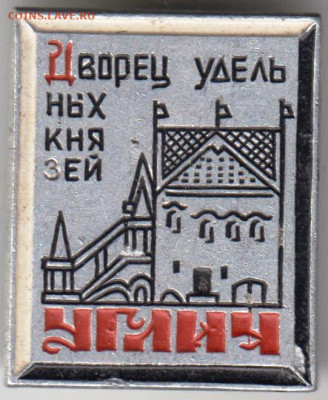 COINS.LAVE.RU
Дворец удель
ных
кня
зей
УГЛИЧ